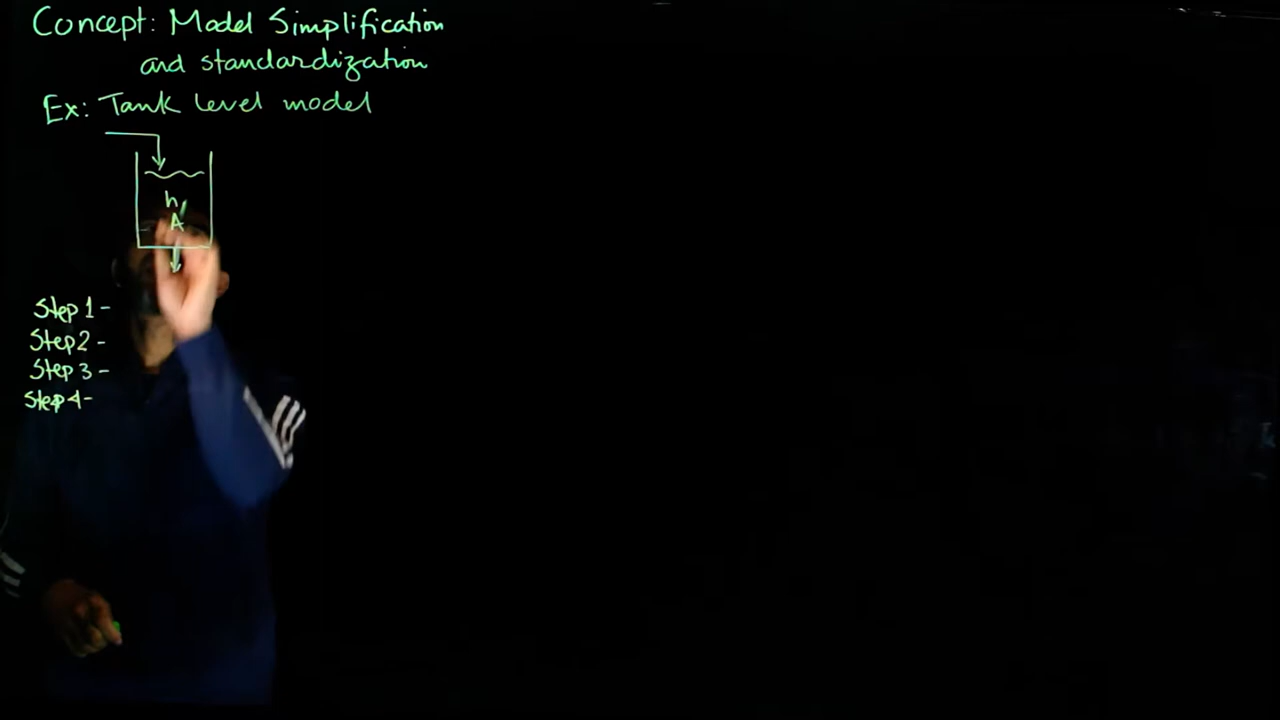 Concept: Model Simplification
and standardization
Ex: Tank level model
h,
A
Step 1-
Step 2-
Step 3-
Step 4-